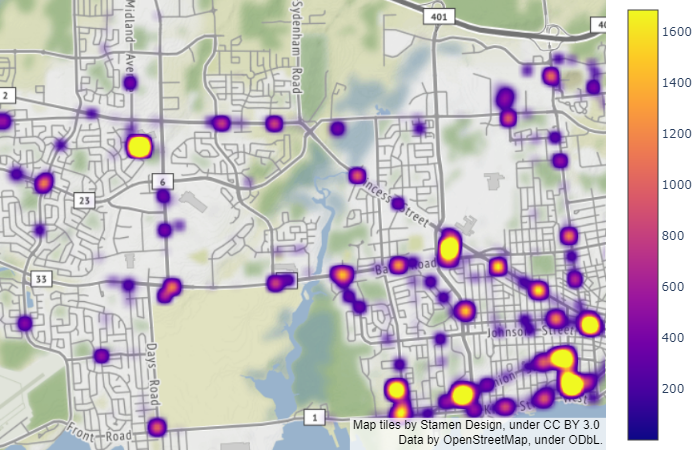 401
40
Midland Ave
Sydenham Road
2
1600
1400
1200
1000
800
600
400
200
6
23
33
Street
Road
Johnson Street
Days Road
1
Front Road
Map tiles by Stamen Design, under CC BY 3.0
Data by OpenStreetMap, under ODbL.